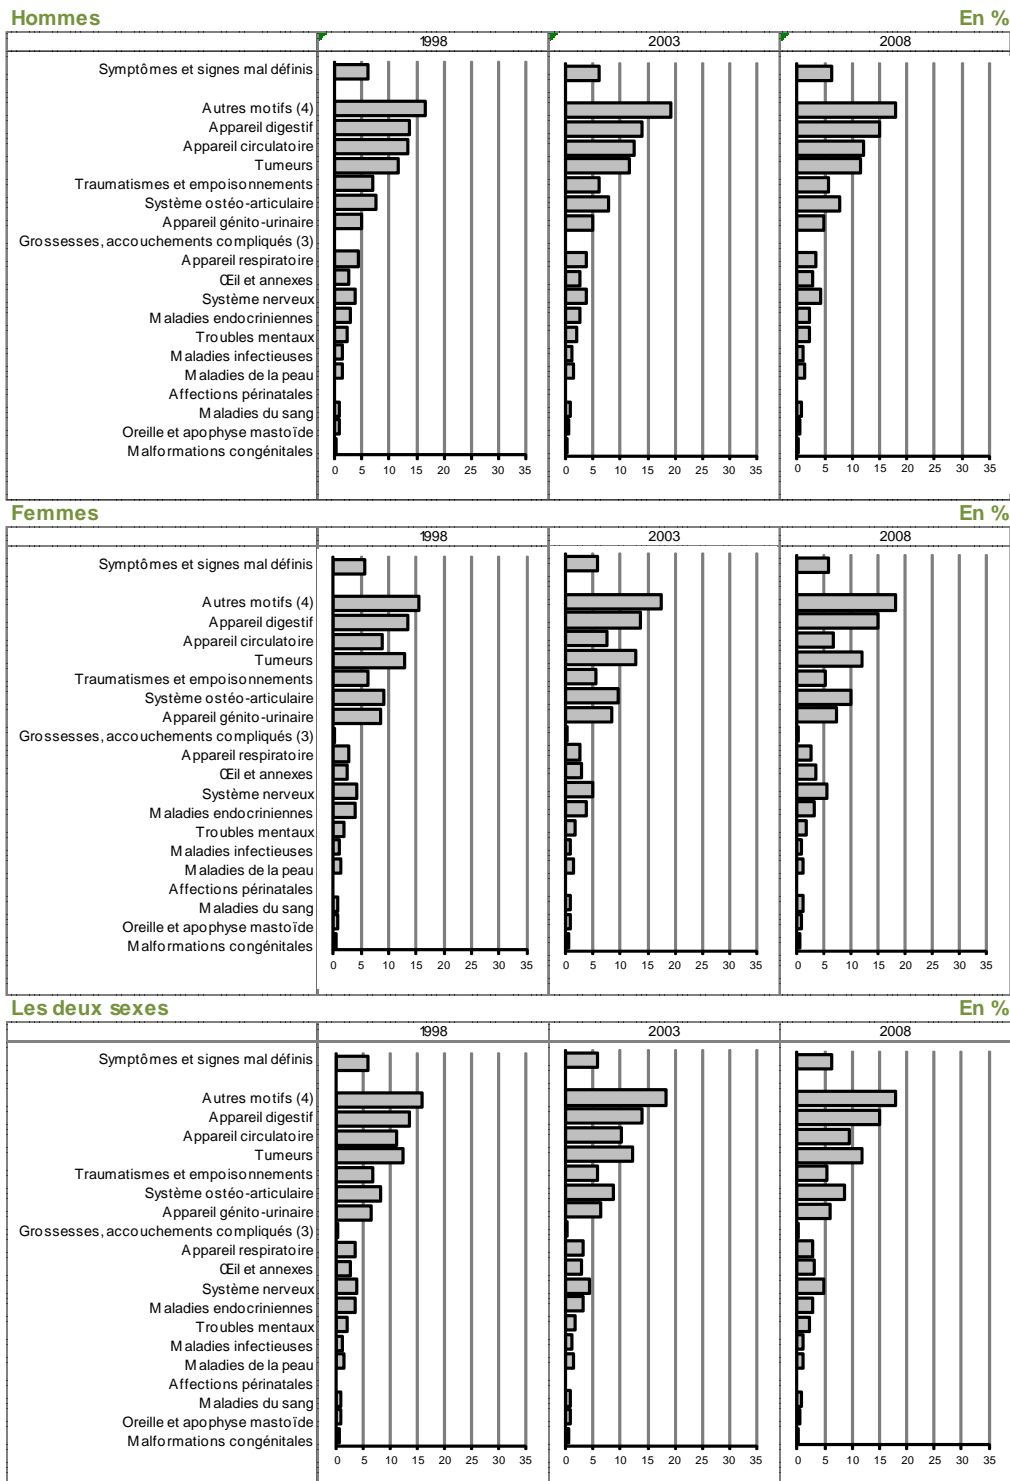 Hommes En %
1998 2003 2008
Symptômes et signes mal définis
Autres motifs (4)
Appareil digestif
Appareil circulatoire
Tumeurs
Traumatismes et empoisonnements
Système ostéo-articulaire
Appareil génito-urinaire
Grossesses, accouchements compliqués (3)
Appareil respiratoire
Œil et annexes
Système nerveux
Maladies endocriniennes
Troubles mentaux
Maladies infectieuses
Maladies de la peau
Affections périnatales
Maladies du sang
Oreille et apophyse mastoïde
Malformations congénitales
0 5 10 15 20 25 30 35 0 5 10 15 20 25 30 35 0 5 10 15 20 25 30 35
Femmes En %
1998 2003 2008
Symptômes et signes mal définis
Autres motifs (4)
Appareil digestif
Appareil circulatoire
Tumeurs
Traumatismes et empoisonnements
Système ostéo-articulaire
Appareil génito-urinaire
Grossesses, accouchements compliqués (3)
Appareil respiratoire
Œil et annexes
Système nerveux
Maladies endocriniennes
Troubles mentaux
Maladies infectieuses
Maladies de la peau
Affections périnatales
Maladies du sang
Oreille et apophyse mastoïde
Malformations congénitales
0 5 10 15 20 25 30 35 0 5 10 15 20 25 30 35 0 5 10 15 20 25 30 35
Les deux sexes En %
1998 2003 2008
Symptômes et signes mal définis
Autres motifs (4)
Appareil digestif
Appareil circulatoire
Tumeurs
Traumatismes et empoisonnements
Système ostéo-articulaire
Appareil génito-urinaire
Grossesses, accouchements compliqués (3)
Appareil respiratoire
Œil et annexes
Système nerveux
Maladies endocriniennes
Troubles mentaux
Maladies infectieuses
Maladies de la peau
Affections périnatales
Maladies du sang
Oreille et apophyse mastoïde
Malformations congénitales
0 5 10 15 20 25 30 35 0 5 10 15 20 25 30 35 0 5 10 15 20 25 30 35